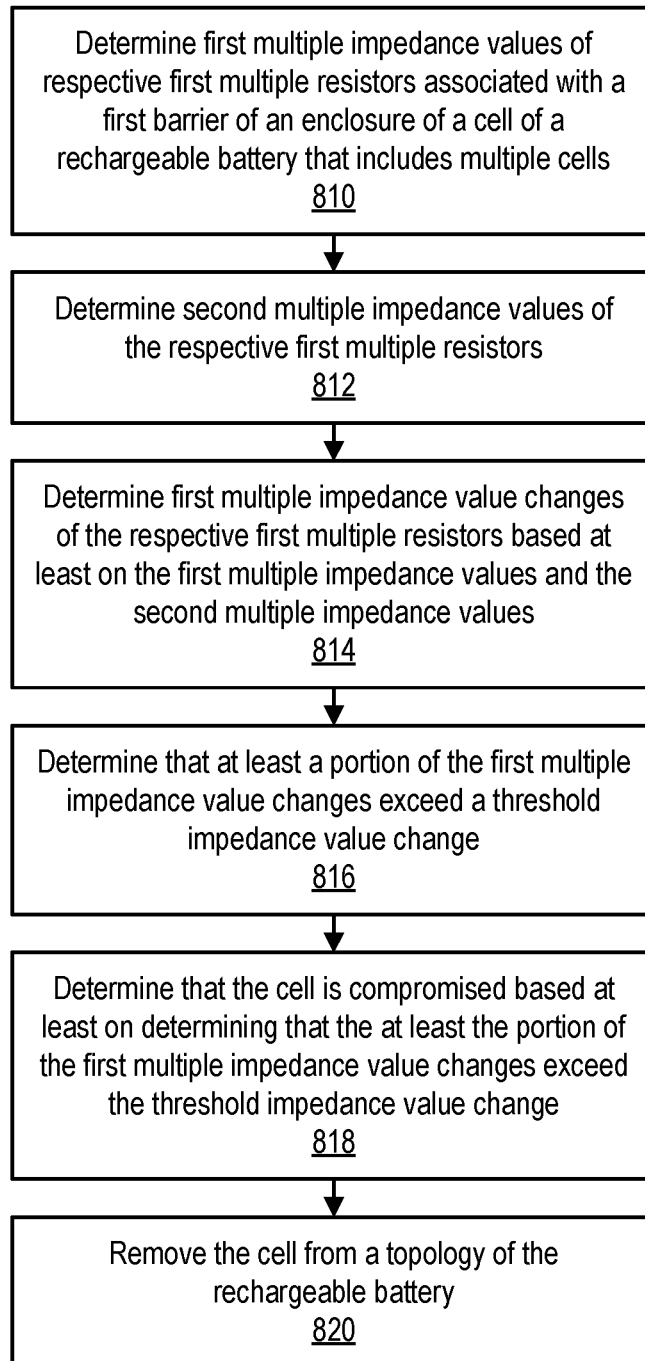 Determine first multiple impedance values of
respective first multiple resistors associated with a
first barrier of an enclosure of a cell of a
rechargeable battery that includes multiple cells
810
Determine second multiple impedance values of
the respective first multiple resistors
812
Determine first multiple impedance value changes
of the respective first multiple resistors based at
least on the first multiple impedance values and the
second multiple impedance values
814
Determine that at least a portion of the first multiple
impedance value changes exceed a threshold
impedance value change
816
Determine that the cell is compromised based at
least on determining that the at least the portion of
the first multiple impedance value changes exceed
the threshold impedance value change
818
Remove the cell from a topology of the
rechargeable battery
820